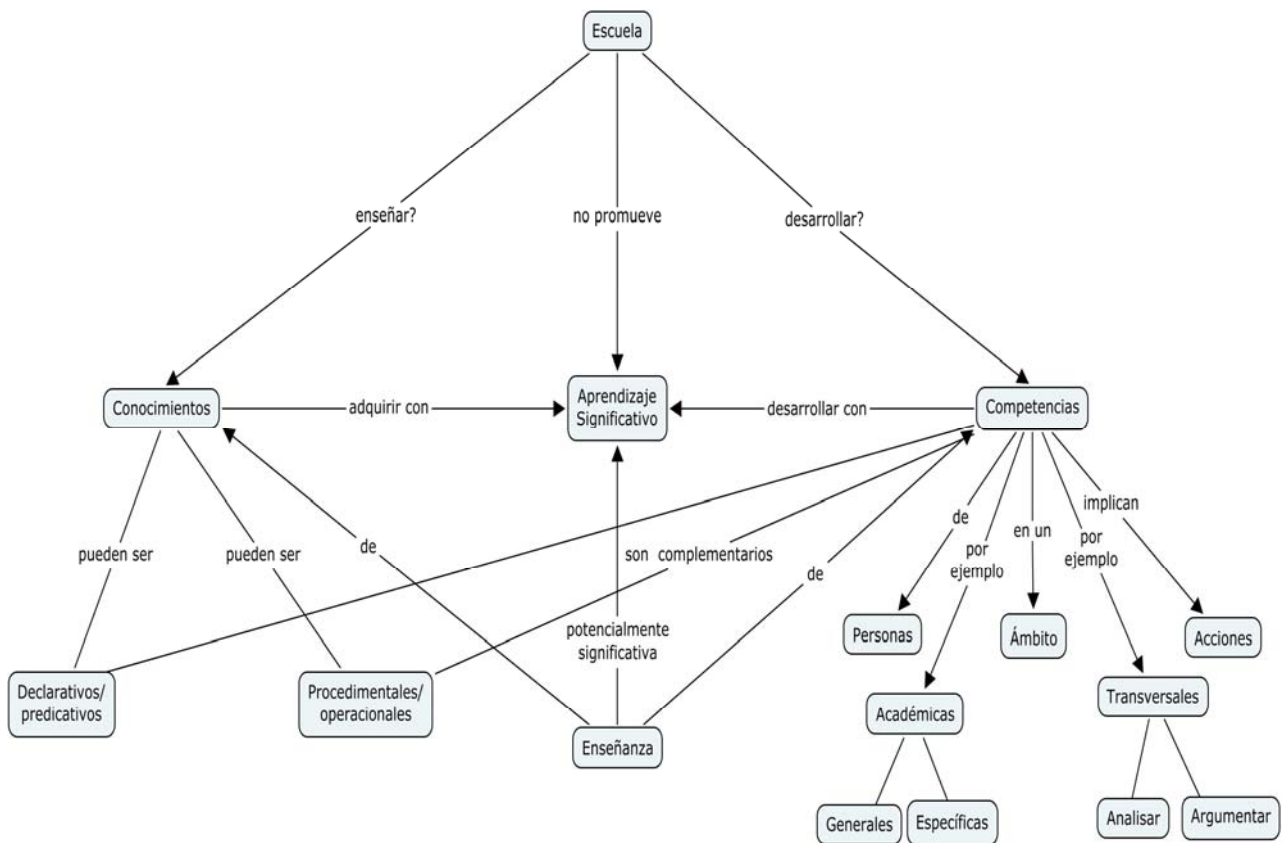 Escuela
enseñar?
no promueve
desarrollar?
Conocimientos
adquirir con
Aprendizaje
Significativo
desarrollar con
Competencias
pueden ser
pueden ser
de
son complementarios
de
de
por
ejemplo
en un
por
ejemplo
implican
potencialmente
significativa
Personas
Ámbito
Acciones
Declarativos/
predicativos
Procedimentales/
operacionales
Enseñanza
Académicas
Transversales
Generales
Específicas
Analisar
Argumentar